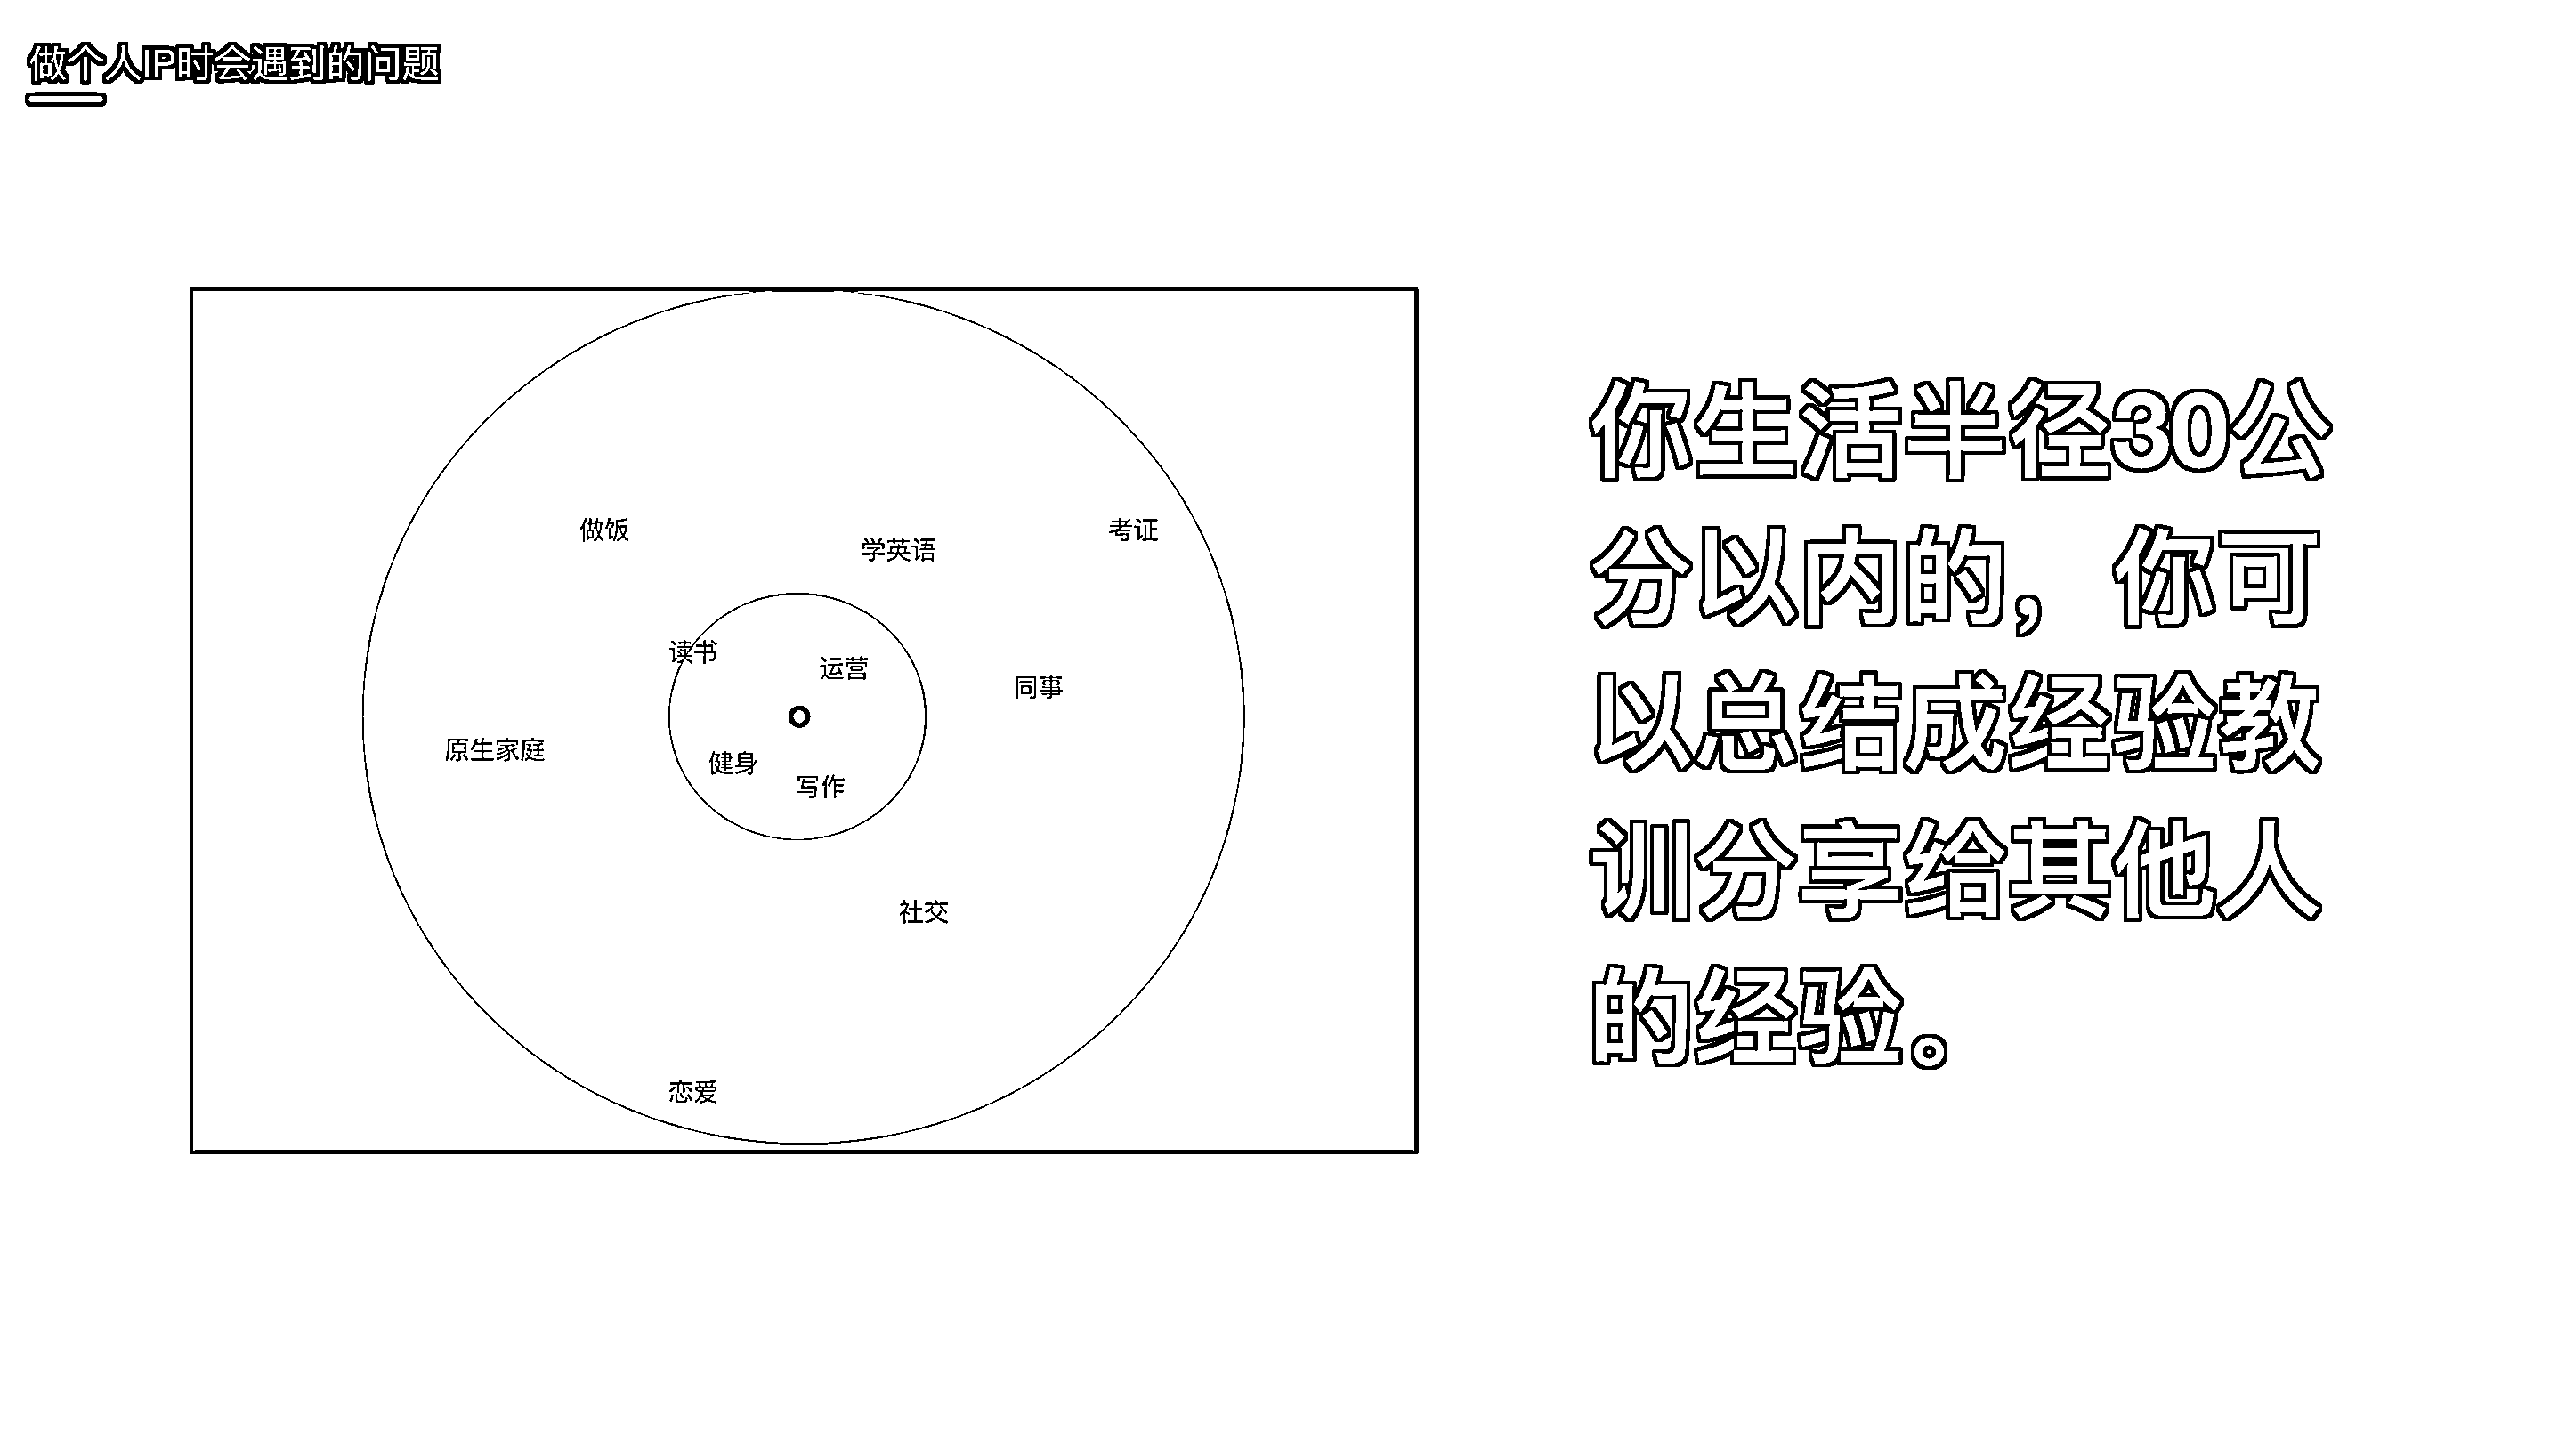 做个人IP时会遇到的问题
做饭
学英语
考证
读书
运营
同事
原生家庭
健身
写作
社交
恋爱
你生活半径30公
分以内的，你可
以总结成经验教
训分享给其他人
的经验。